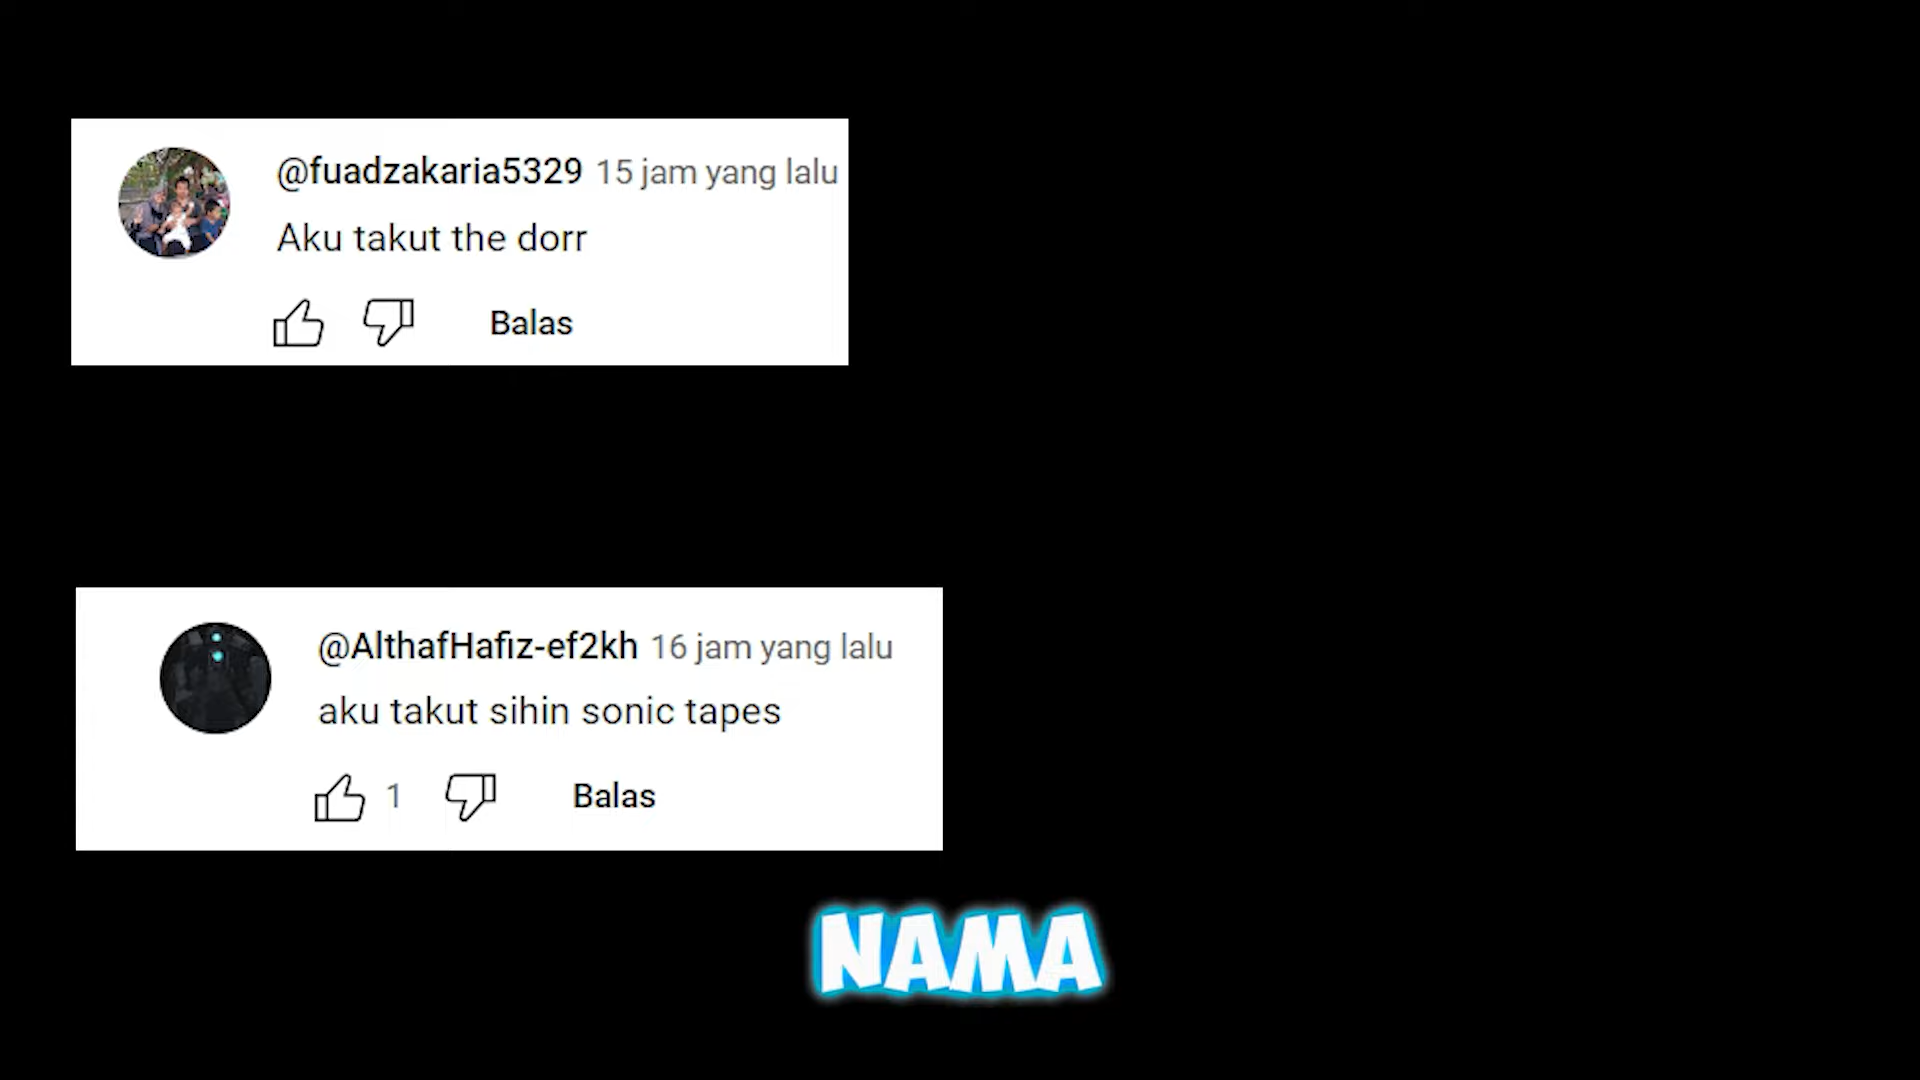 @fuadzakaria5329 15 jam yang lalu
Aku takut the dorr
Balas
@AlthafHafiz-ef2kh 16 jam yang lalu
aku takut sihin sonic tapes
1 Balas
NAMA